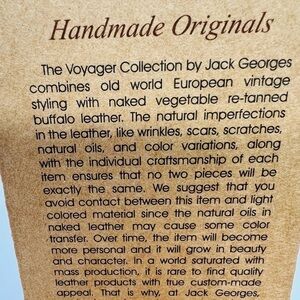 Handmade Originals
The Voyager Collection by Jack Georges
combines old world European vintage
styling with naked vegetable re-tanned
buffalo leather. The natural imperfections
in the leather, like wrinkles, scars, scratches,
natural oils, and color variations, along
with the individual craftsmanship of each
item ensures that no two pieces will be
exactly the same. We suggest that you
avoid contact between this item and light
colored material since the natural oils in
naked leather may cause some color
transfer. Over time, the item will become
more personal and it will grow in beauty
and character. In a world saturated with
mass production, it is rare to find quality
leather products with true custom-made
appeal. That is why, at Jack Georges,